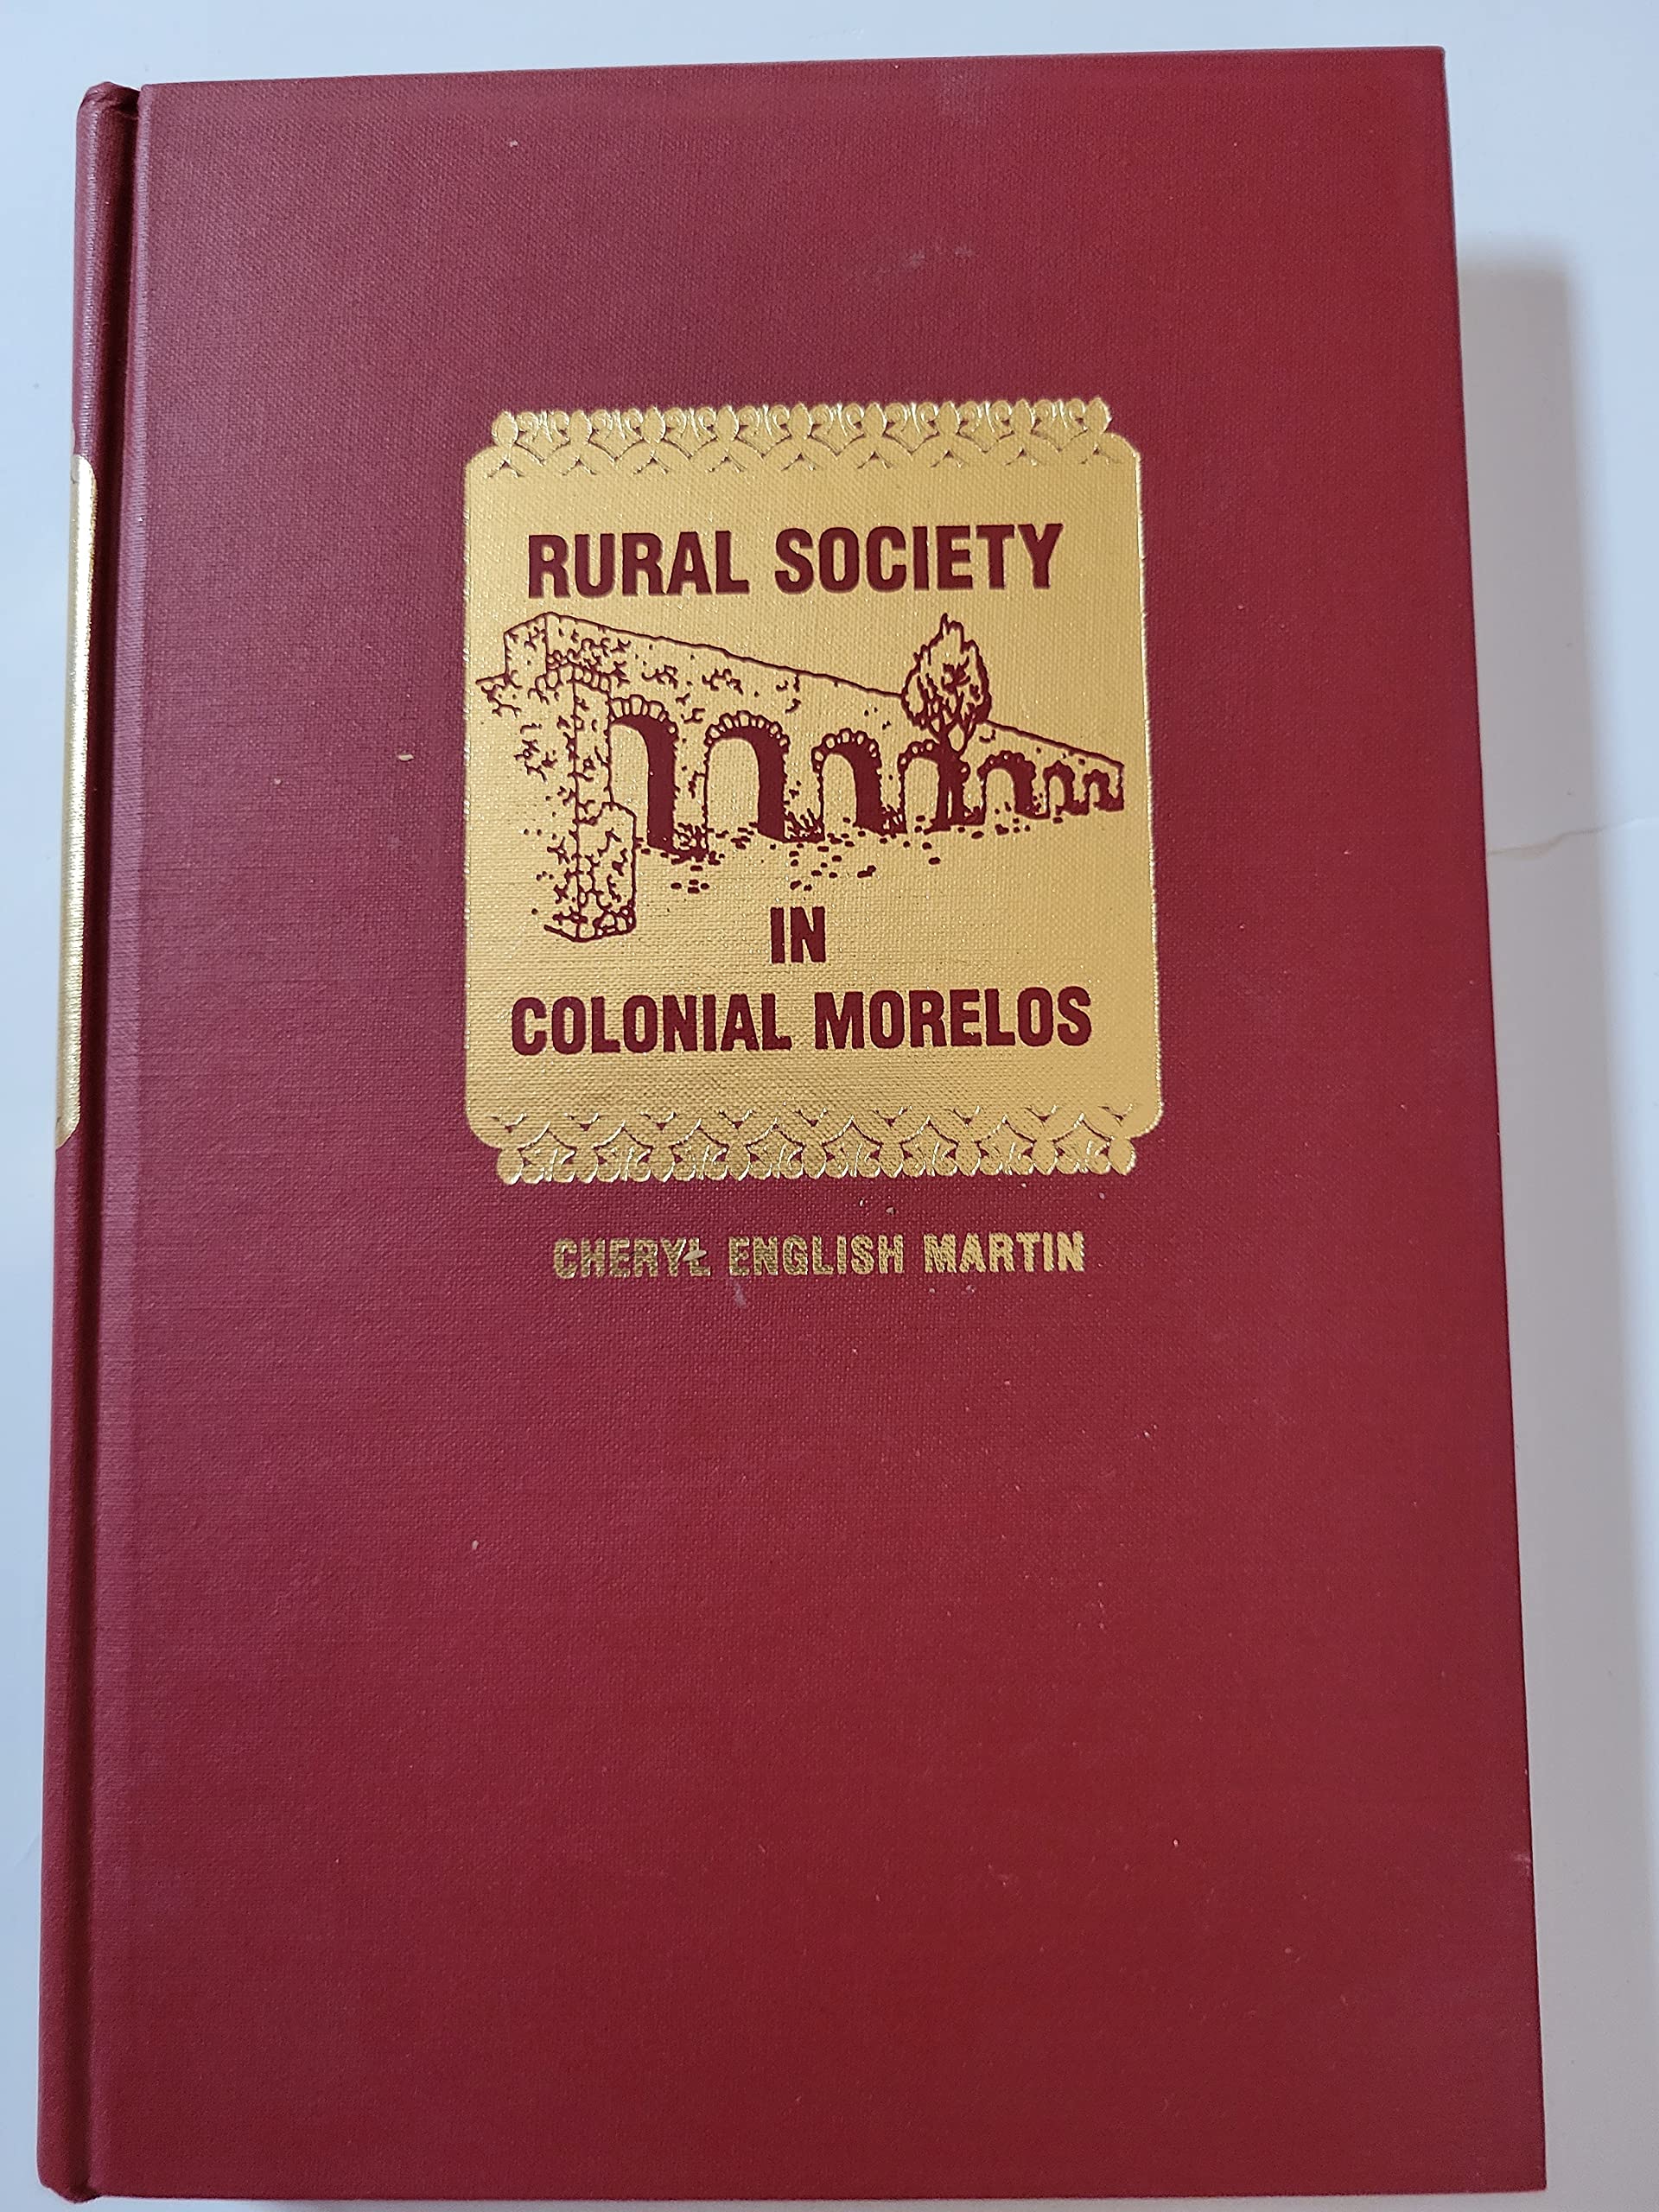 RURAL SOCIETY
IN
COLONIAL MORELOS
CHERYL ENGLISH MARTIN